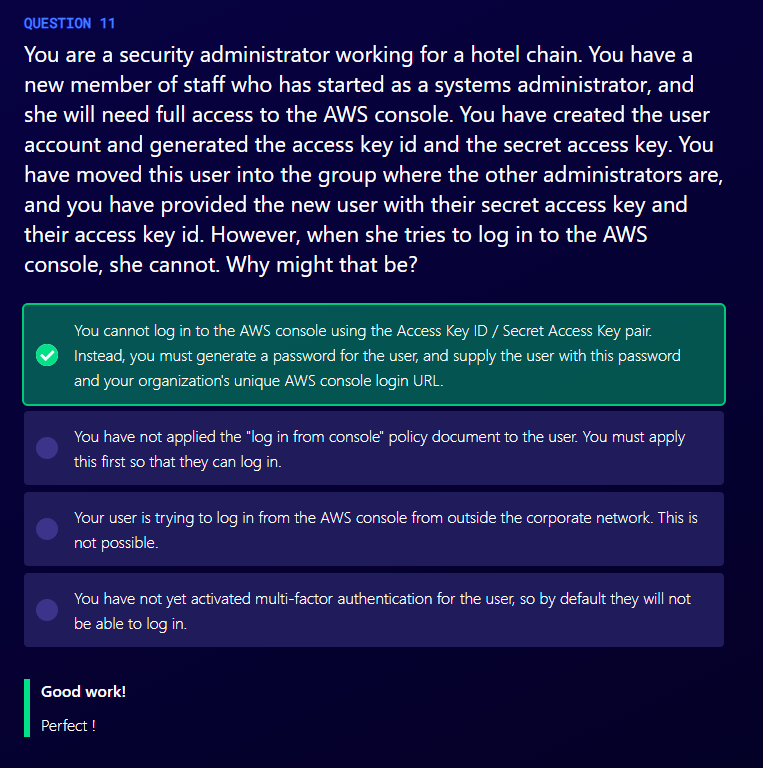 QUESTION 11
You are a security administrator working for a hotel chain. You have a
new member of staff who has started as a systems administrator, and
she will need full access to the AWS console. You have created the user
account and generated the access key id and the secret access key. You
have moved this user into the group where the other administrators are,
and you have provided the new user with their secret access key and
their access key id. However, when she tries to log in to the AWS
console, she cannot. Why might that be?
You cannot log in to the AWS console using the Access Key ID / Secret Access Key pair.
Instead, you must generate a password for the user, and supply the user with this password
and your organization's unique AWS console login URL.
You have not applied the "log in from console" policy document to the user. You must apply
this first so that they can log in.
Your user is trying to log in from the AWS console from outside the corporate network. This is
not possible.
You have not yet activated multi-factor authentication for the user, so by default they will not
be able to log in.
Good work!
Perfect !